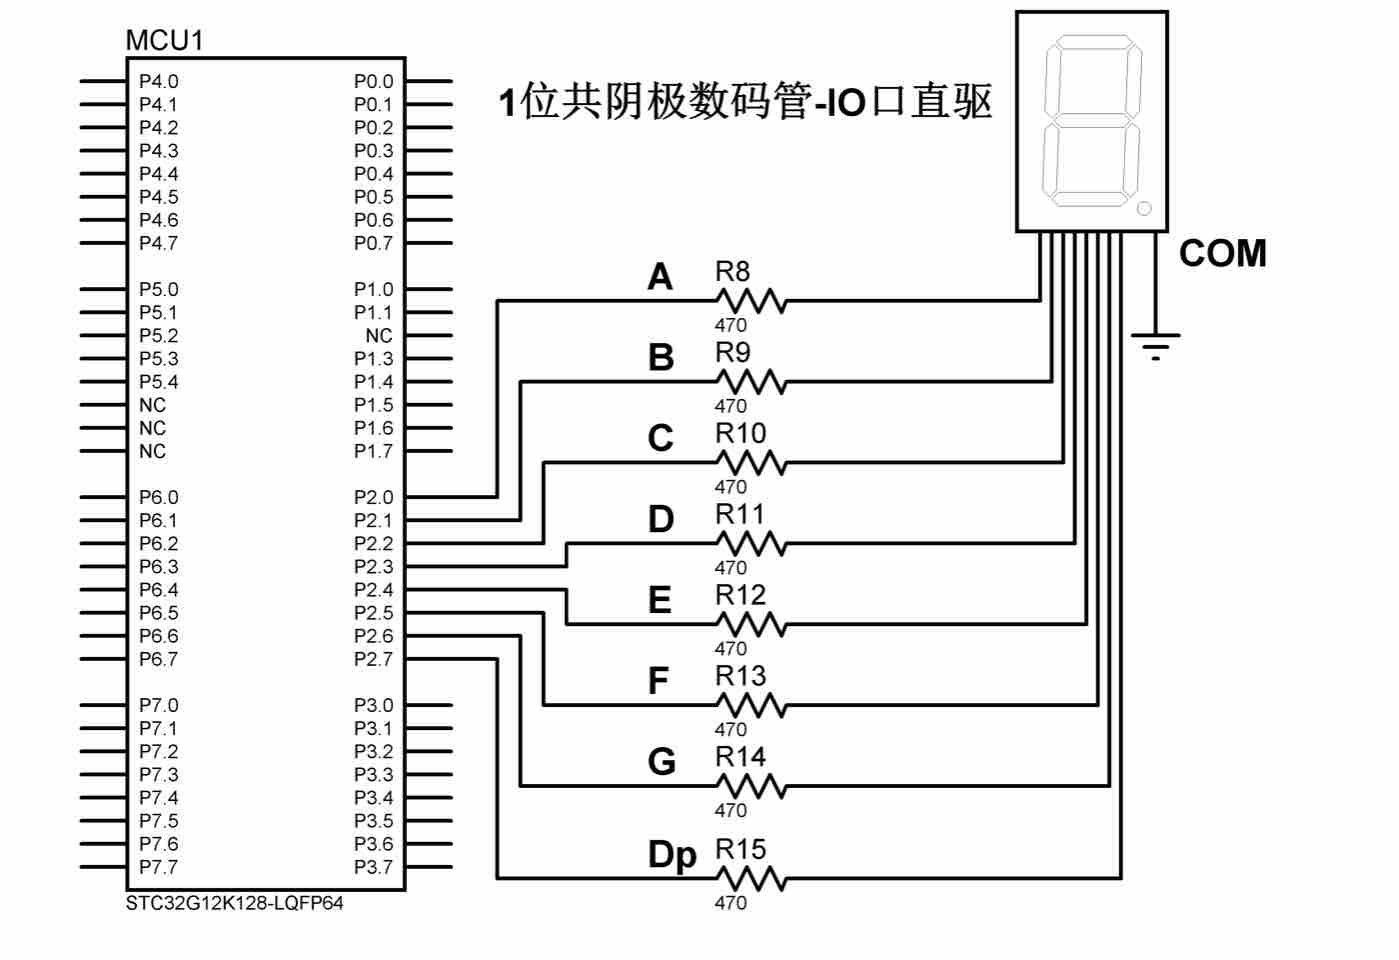 MCU1
1位共阴极数码管-IO口直驱
P4.0 P0.0
P4.1 P0.1
P4.2 P0.2
P4.3 P0.3
P4.4 P0.4
P4.5 P0.5
P4.6 P0.6
P4.7 P0.7
COM
P5.0 P1.0
P5.1 P1.1
P5.2 NC
P5.3 P1.3
P5.4 P1.4
NC P1.5
NC P1.6
NC P1.7
P6.0 P2.0
P6.1 P2.1
P6.2 P2.2
P6.3 P2.3
P6.4 P2.4
P6.5 P2.5
P6.6 P2.6
P6.7 P2.7
P7.0 P3.0
P7.1 P3.1
P7.2 P3.2
P7.3 P3.3
P7.4 P3.4
P7.5 P3.5
P7.6 P3.6
P7.7 P3.7
STC32G12K128-LQFP64
A R8
470
B R9
470
C R10
470
D R11
470
E R12
470
F R13
470
G R14
470
Dp R15
470